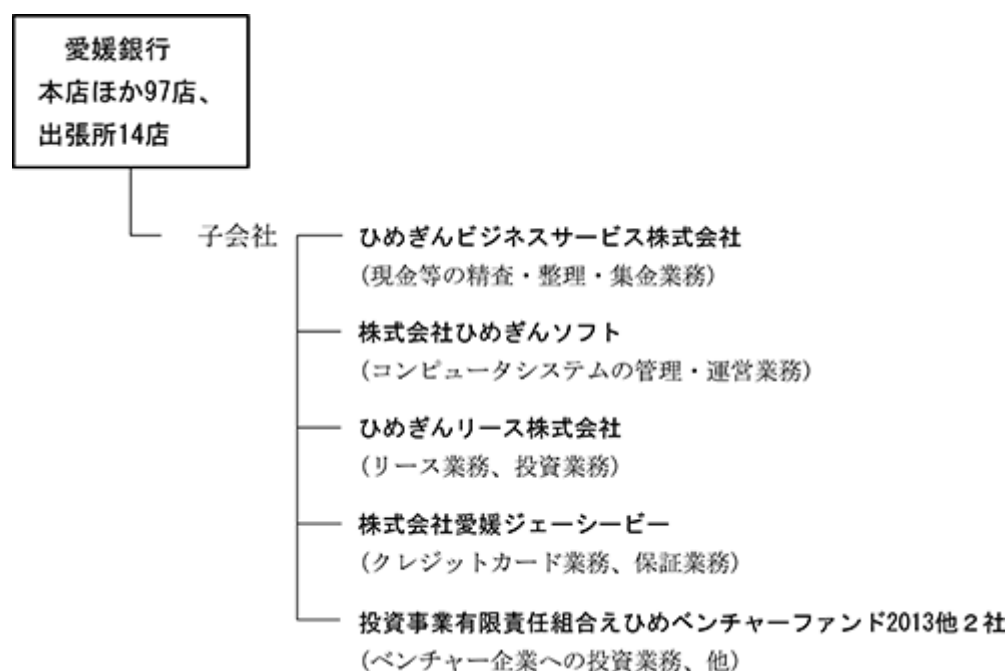 愛媛銀行
本店ほか97店、
出張所14店
子会社
ひめぎんビジネスサービス株式会社
(現金等の精査・整理・集金業務)
株式会社ひめぎんソフト
(コンピュータシステムの管理・運営業務)
ひめぎんリース株式会社
(リース業務、投資業務)
株式会社愛媛ジェーシービー
(クレジットカード業務、保証業務)
投資事業有限責任組合えひめベンチャーファンド2013他２社
(ベンチャー企業への投資業務、他)